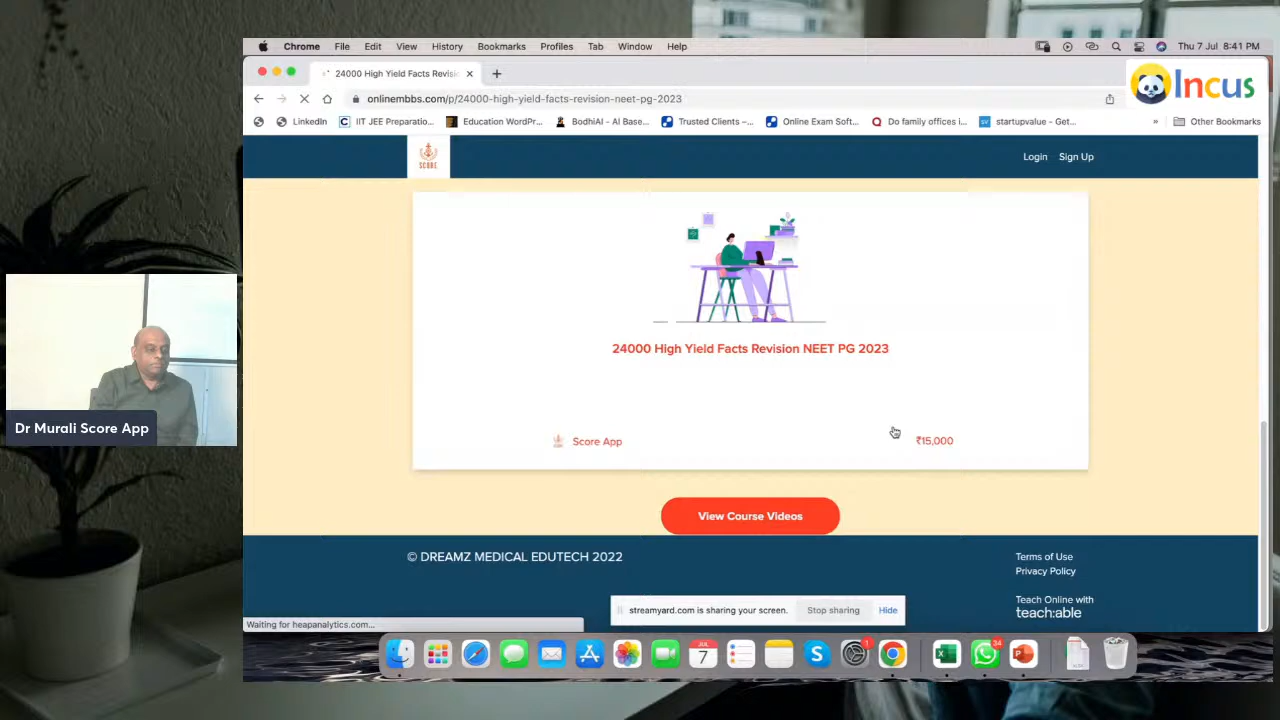 Chrome File Edit View History Bookmarks Profiles Tab Window Help
Thu 7 Jul 8:41 PM
24000 High Yield Facts Revisi
Incus
onlinembbs.com/p/24000-high-yield-facts-revision-neet-pg-2023
LinkedIn IIT JEE Preparatio... Education WordPr... BodhiAI - AI Base... Trusted Clients –... Online Exam Soft... Do family offices i... startupvalue - Get... » Other Bookmarks
SCORE
Login Sign Up
24000 High Yield Facts Revision NEET PG 2023
Score App ₹15,000
Dr Murali Score App
View Course Videos
© DREAMZ MEDICAL EDUTECH 2022
Terms of Use
Privacy Policy
Teach Online with
teach:able
streamyard.com is sharing your screen. Stop sharing Hide
Waiting for heapanalytics.com...
JUL
7
1
34